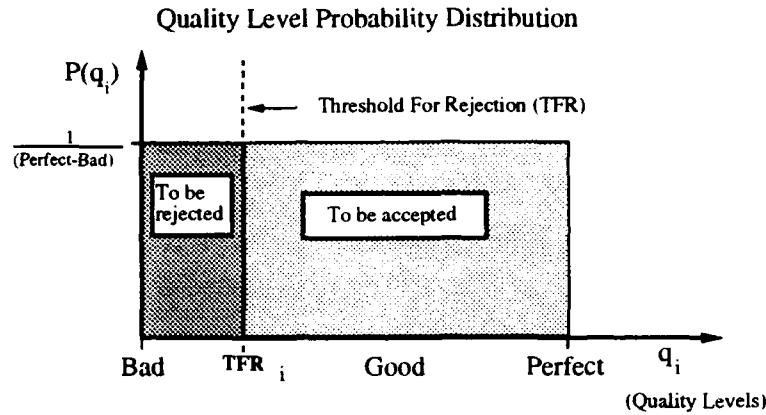 Quality Level Probability Distribution
P(q_i)
Threshold For Rejection (TFR)
1
(Perfect-Bad)
To be
rejected
To be accepted
Bad TFR_i Good Perfect q_i
(Quality Levels)